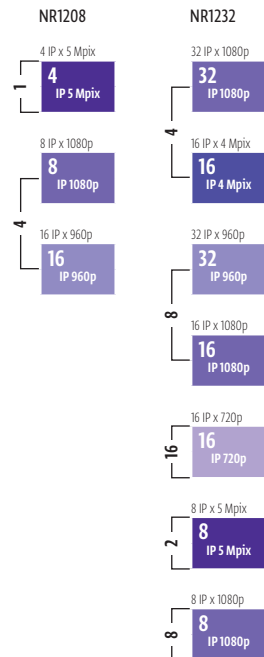 NR1208
4 IP x 5 Mpix
4
IP 5 Mpix
1
8 IP x 1080p
8
IP 1080p
4
16 IP x 960p
16
IP 960p
NR1232
32 IP x 1080p
32
IP 1080p
4
16 IP x 4 Mpix
16
IP 4 Mpix
32 IP x 960p
32
IP 960p
8
16 IP x 1080p
16
IP 1080p
16 IP x 720p
16
IP 720p
16
8 IP x 5 Mpix
8
IP 5 Mpix
2
8 IP x 1080p
8
IP 1080p
8